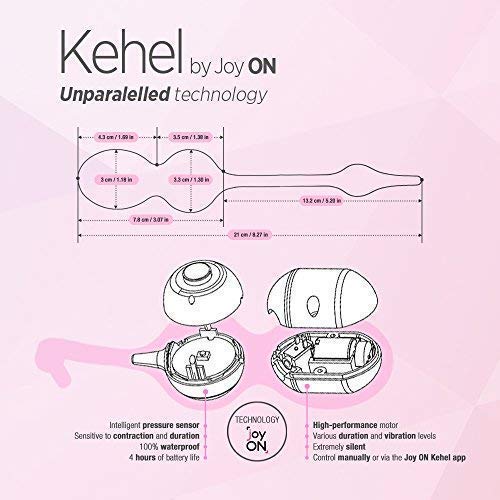 Kehel by Joy ON
Unparalelled technology
4.3 cm / 1.69 in
3.5 cm / 1.38 in
3 cm / 1.18 in
3.3 cm / 1.30 in
13.2 cm / 5.20 in
7.8 cm / 3.07 in
21 cm / 8.27 in
Intelligent pressure sensor
Sensitive to contraction and duration
100% waterproof
4 hours of battery life
TECHNOLOGY
Joy
ON
High-performance motor
Various duration and vibration levels
Extremely silent
Control manually or via the Joy ON Kehel app